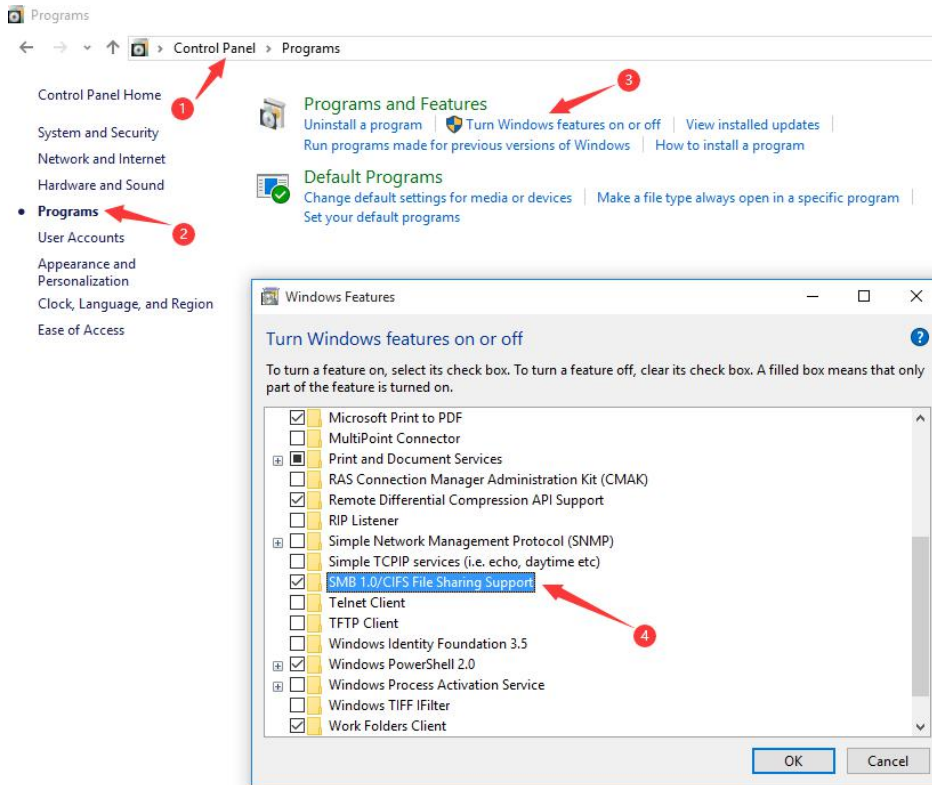 Programs
Control Panel > Programs
Control Panel Home
System and Security
Network and Internet
Hardware and Sound
Programs
User Accounts
Appearance and
Personalization
Clock, Language, and Region
Ease of Access
1
2
3
Programs and Features
Uninstall a program
Turn Windows features on or off
View installed updates
Run programs made for previous versions of Windows
How to install a program
Default Programs
Change default settings for media or devices
Make a file type always open in a specific program
Set your default programs
Windows Features
Turn Windows features on or off
?
To turn a feature on, select its check box. To turn a feature off, clear its check box. A filled box means that only
part of the feature is turned on.
Microsoft Print to PDF
MultiPoint Connector
Print and Document Services
RAS Connection Manager Administration Kit (CMAK)
Remote Differential Compression API Support
RIP Listener
Simple Network Management Protocol (SNMP)
Simple TCPIP services (i.e. echo, daytime etc)
SMB 1.0/CIFS File Sharing Support
Telnet Client
TFTP Client
4
Windows Identity Foundation 3.5
Windows PowerShell 2.0
Windows Process Activation Service
Windows TIFF IFilter
Work Folders Client
OK
Cancel